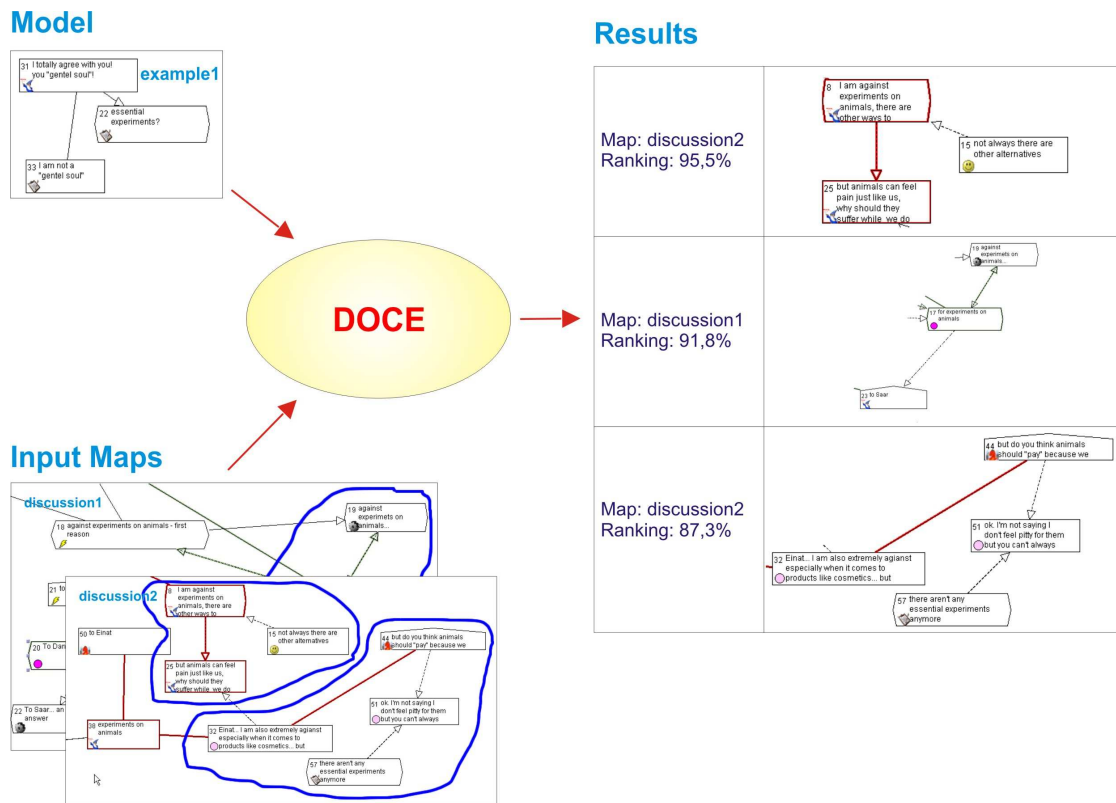 Model
31 I totally agree with you!
you "gentel soul"!
example1
22 essential
experiments?
33 I am not a
"gentel soul"
DOCE
Input Maps
discussion1
18 against experiments on animals - first
reason
19 against
experimets on
animals...
21 to
20 To Dan
22 To Saar... an
answer
discussion2
8 I am against
experiments on
animals, there are
other ways to
50 to Einat
15 not always there are
other alternatives
44 but do you think animals
should "pay" because we
25 but animals can feel
pain just like us,
why should they
suffer while we do
51 ok. I'm not saying I
don't feel pitty for them
but you can't always
experiments on
animals
32 Einat... I am also extremely agianst
especially when it comes to
products like cosmetics... but
57 there aren't any
essential experiments
anymore
Results
Map: discussion2
Ranking: 95,5%
8 I am against
experiments on
animals, there are
other ways to
15 not always there are
other alternatives
25 but animals can feel
pain just like us,
why should they
suffer while we do
Map: discussion1
Ranking: 91,8%
19 against
experimets on
animals...
17 for experiments on
animals
23 to Saar
Map: discussion2
Ranking: 87,3%
44 but do you think animals
should "pay" because we
51 ok. I'm not saying I
don't feel pitty for them
but you can't always
32 Einat... I am also extremely agianst
especially when it comes to
products like cosmetics... but
57 there aren't any
essential experiments
anymore